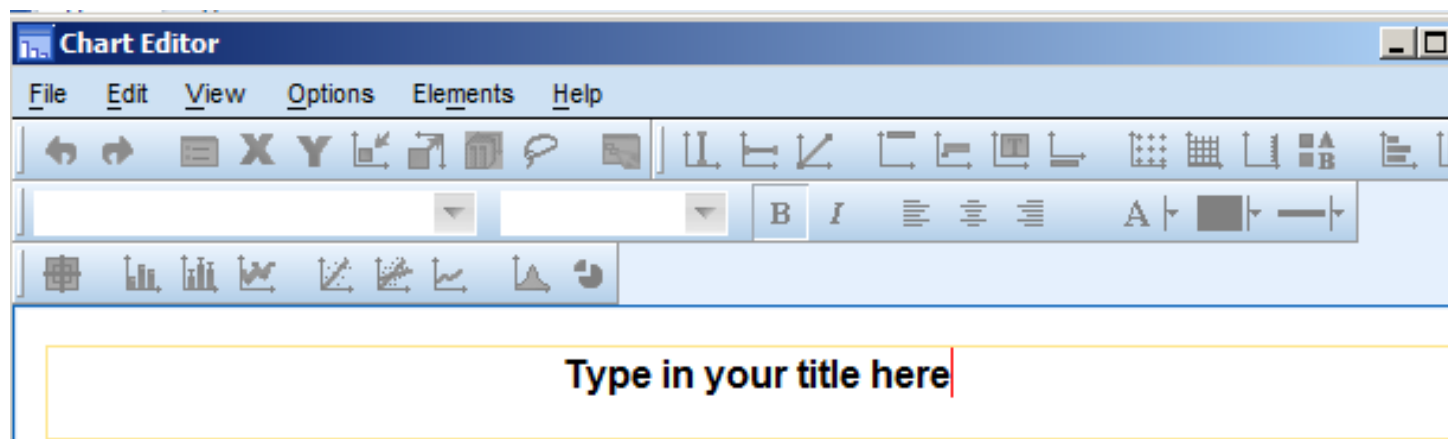 Chart Editor
File Edit View Options Elements Help
X Y T A B
B I A
Type in your title here